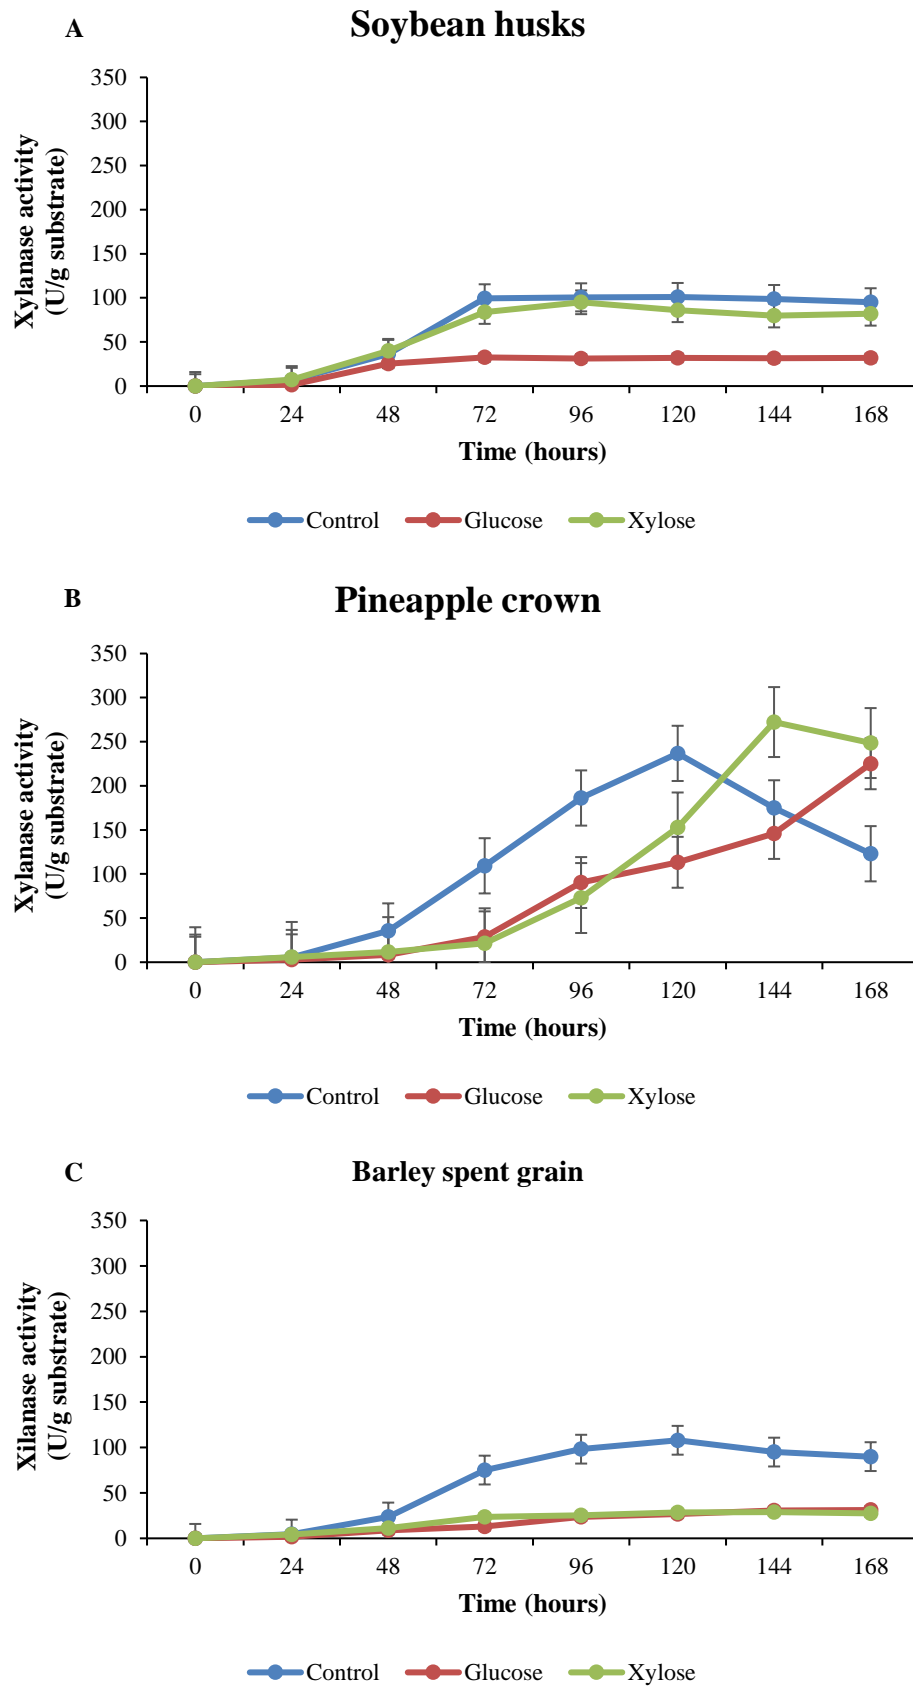 A
Soybean husks
350
300
250
200
150
100
50
0
Xylanase activity
(U/g substrate)
0 24 48 72 96 120 144 168
Time (hours)
Control Glucose Xylose
B
Pineapple crown
350
300
250
200
150
100
50
0
Xylanase activity
(U/g substrate)
0 24 48 72 96 120 144 168
Time (hours)
Control Glucose Xylose
C
Barley spent grain
350
300
250
200
150
100
50
0
Xilanase activity
(U/g substrate)
0 24 48 72 96 120 144 168
Time (hours)
Control Glucose Xylose